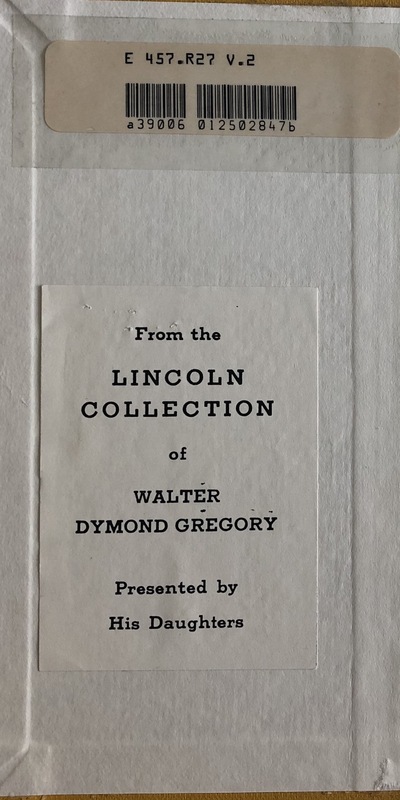 E 457.R27 V.2
a39006 012502847b
From the
LINCOLN
COLLECTION
of
WALTER
DYMOND GREGORY
Presented by
His Daughters